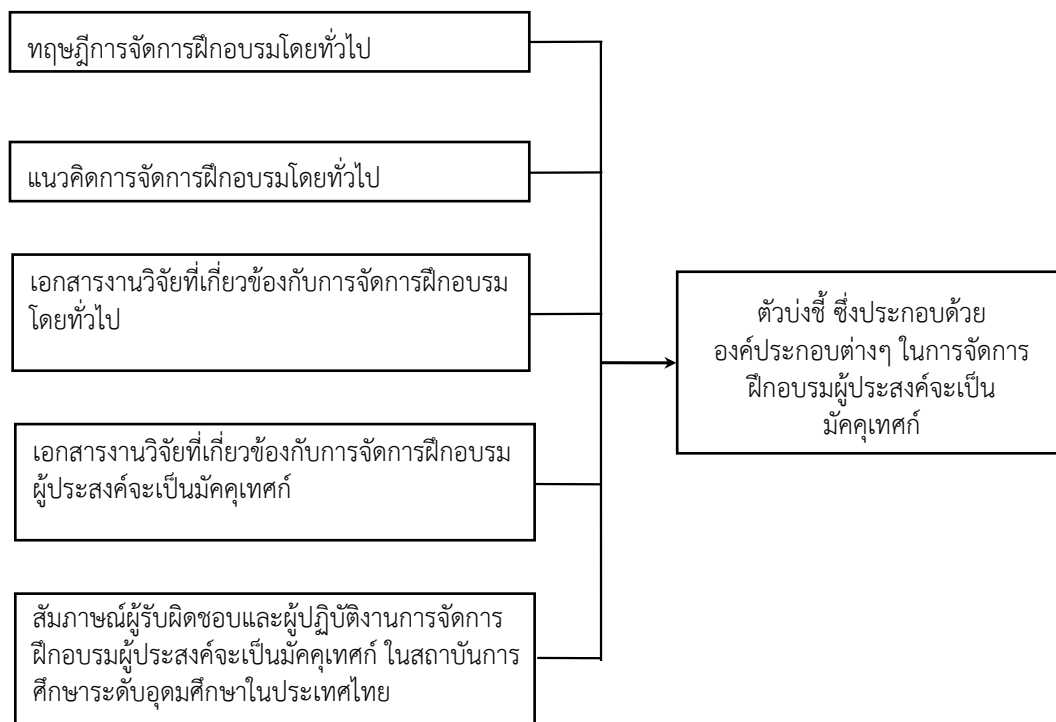 ทฤษฎีการจัดการฝึกอบรมโดยทั่วไป
แนวคิดการจัดการฝึกอบรมโดยทั่วไป
เอกสารงานวิจัยที่เกี่ยวข้องกับการจัดการฝึกอบรม
โดยทั่วไป
เอกสารงานวิจัยที่เกี่ยวข้องกับการจัดการฝึกอบรม
ผู้ประสงค์จะเป็นมัคคุเทศก์
สัมภาษณ์ผู้รับผิดชอบและผู้ปฏิบัติงานการจัดการ
ฝึกอบรมผู้ประสงค์จะเป็นมัคคุเทศก์ ในสถาบันการ
ศึกษาระดับอุดมศึกษาในประเทศไทย
ตัวบ่งชี้ ซึ่งประกอบด้วย
องค์ประกอบต่างๆ ในการจัดการ
ฝึกอบรมผู้ประสงค์จะเป็น
มัคคุเทศก์